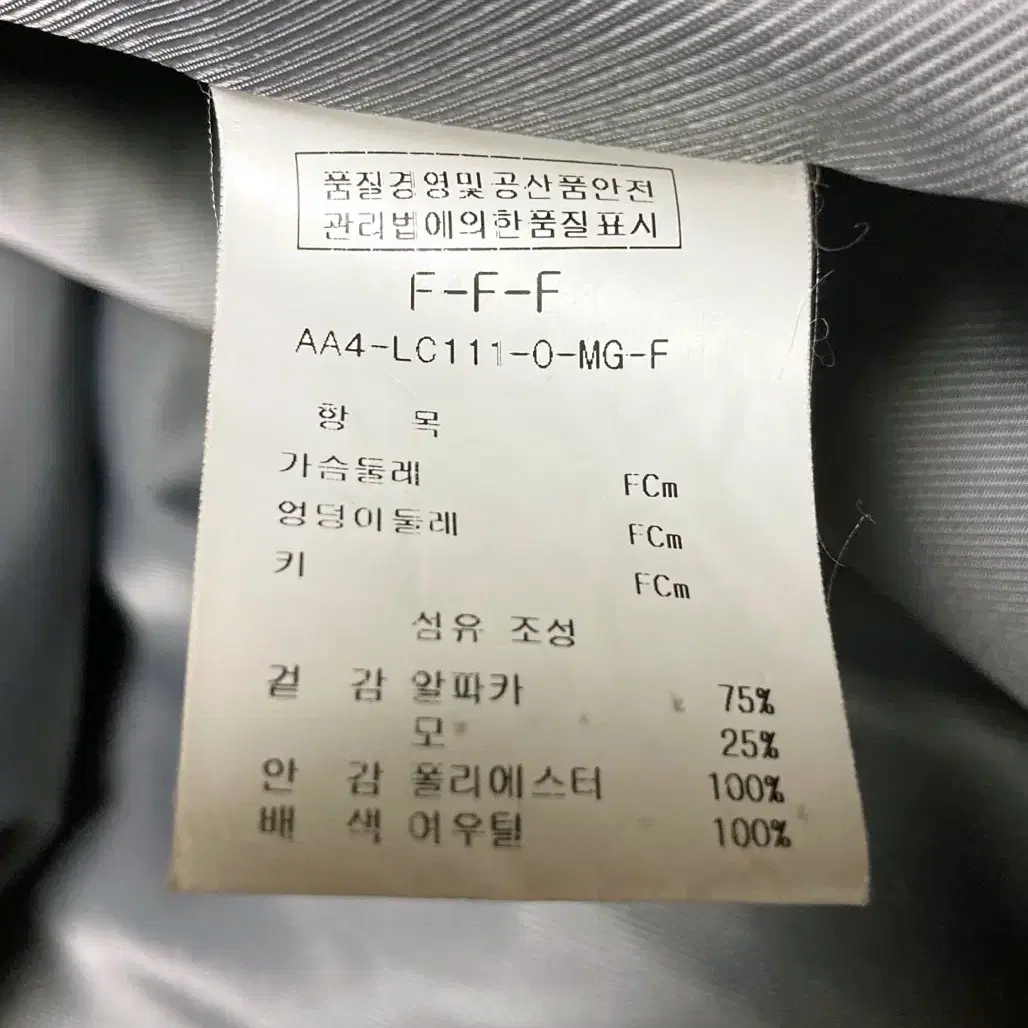 품질경영및공산품안전
관리법에의한품질표시
F-F-F
AA4-LC111-0-MG-F
항 목
가슴둘레 FCm
엉덩이둘레 FCm
키 FCm
섬유 조성
겉 감 알파카 75%
모 25%
안 감 폴리에스터 100%
배 색 여우털 100%